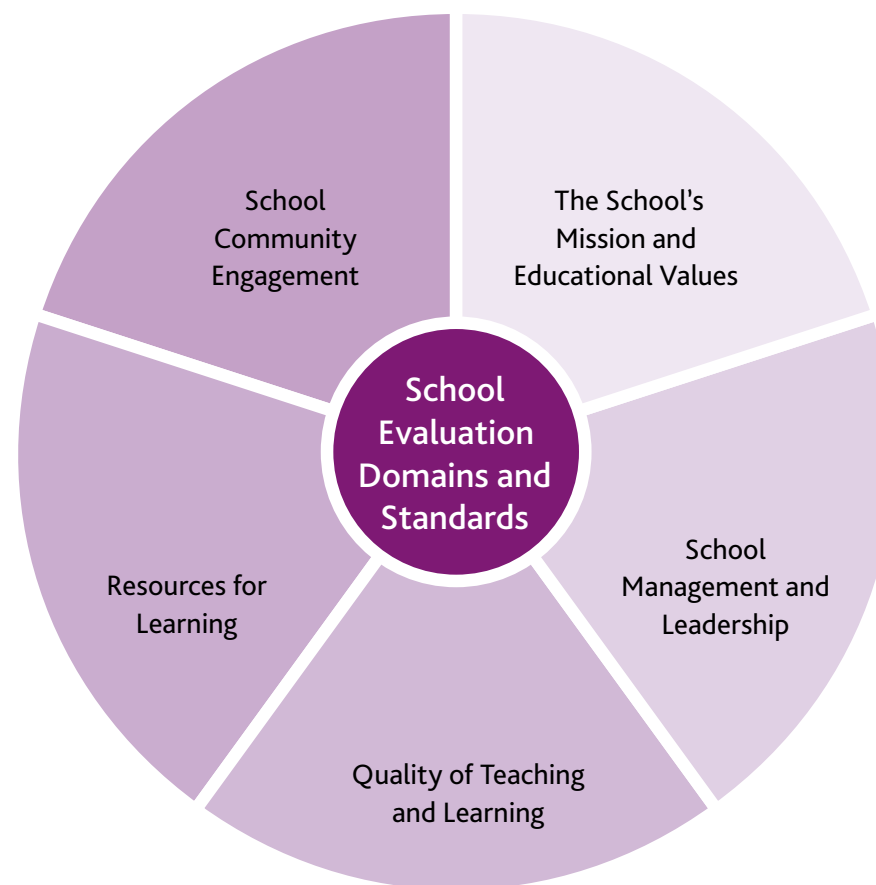 School
Community
Engagement
The School’s
Mission and
Educational Values
School
Evaluation
Domains and
Standards
School
Management and
Leadership
Resources for
Learning
Quality of Teaching
and Learning